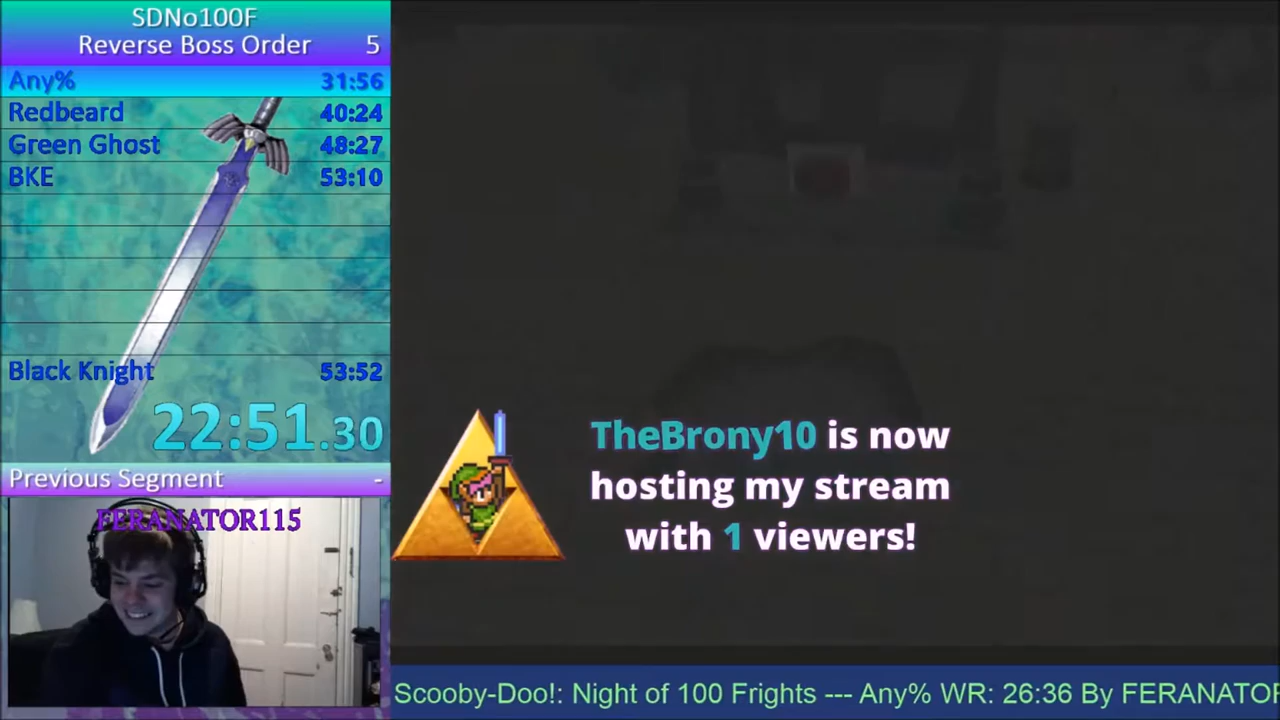 SDNo100F
Reverse Boss Order 5
Any% 31:56
Redbeard 40:24
Green Ghost 48:27
BKE 53:10
Black Knight 53:52
22:51.30
Previous Segment -
FERANATOR115
TheBrony10 is now
hosting my stream
with 1 viewers!
Scooby-Doo!: Night of 100 Frights --- Any% WR: 26:36 By FERANATOR